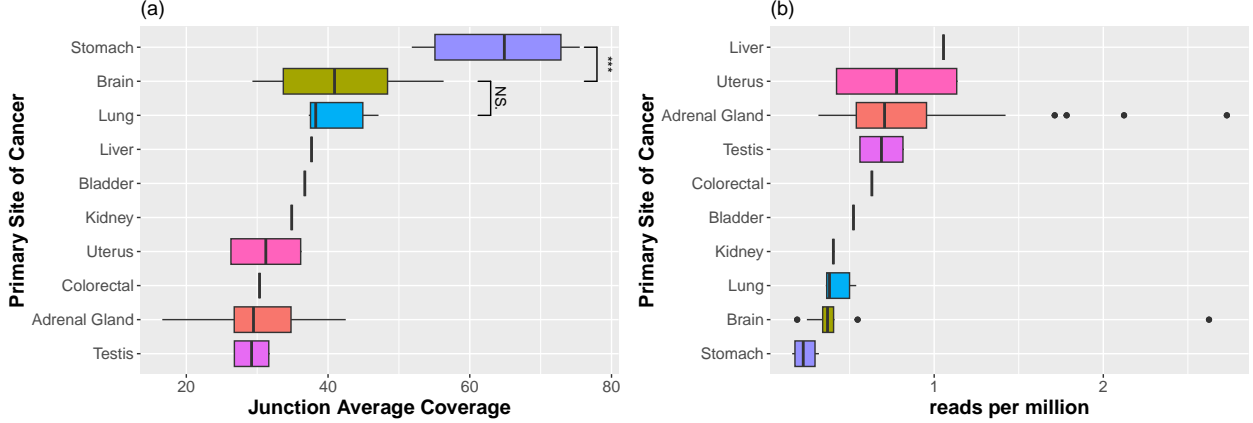 (a)
Primary Site of Cancer
Stomach
Brain
Lung
Liver
Bladder
Kidney
Uterus
Colorectal
Adrenal Gland
Testis
***
NS.
20 40 60 80
Junction Average Coverage
(b)
Primary Site of Cancer
Liver
Uterus
Adrenal Gland
Testis
Colorectal
Bladder
Kidney
Lung
Brain
Stomach
1 2
reads per million